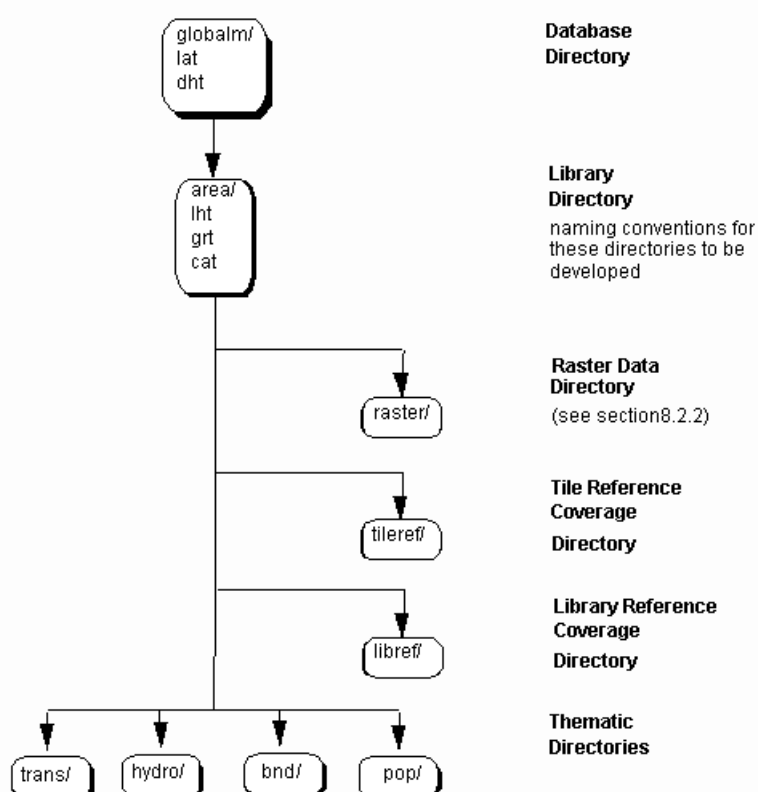 globalm/
lat
dht
Database
Directory
area/
lht
grt
cat
Library
Directory
naming conventions for
these directories to be
developed
raster/
Raster Data
Directory
(see section8.2.2)
tileref/
Tile Reference
Coverage
Directory
libref/
Library Reference
Coverage
Directory
trans/
hydro/
bnd/
pop/
Thematic
Directories